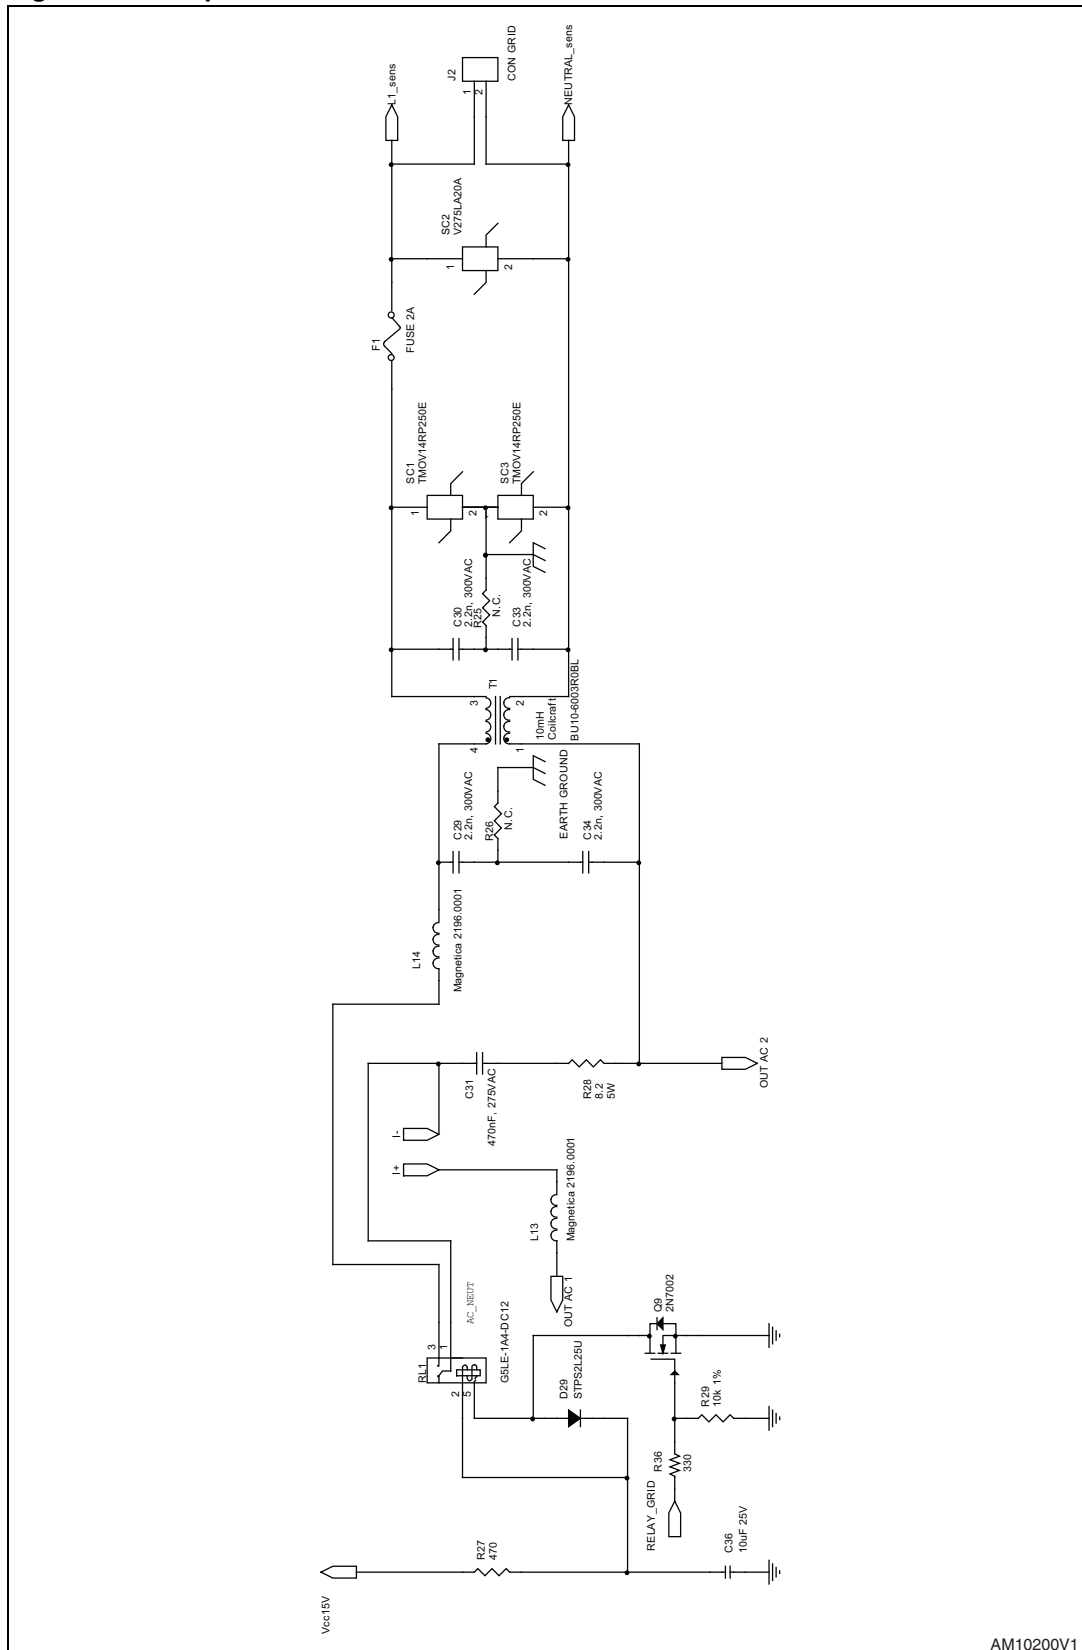 L1_sens
J2
CON GRID
1
2
NEUTRAL_sens
SC2
V275LA20A
1
2
F1
FUSE 2A
SC1
TMOV14RP250E
1
2
SC3
TMOV14RP250E
2
C30
2.2n, 300VAC
R25
N.C.
C33
2.2n, 300VAC
T1
3
2
4
1
10mH
Coilcraft
BU10-6003R0BL
EARTH GROUND
C29
2.2n, 300VAC
R26
N.C.
C34
2.2n, 300VAC
L14
Magnetica 2196.0001
C31
470nF, 275VAC
R28
8.2
5W
OUT AC 2
I-
I+
L13
Magnetica 2196.0001
OUT AC 1
AC_NEUT
RL1
3
1
2
5
G5LE-1A4-DC12
D29
STPS2L25U
Q9
2N7002
R29
10k 1%
R36
330
RELAY_GRID
R27
470
C36
10uF 25V
Vcc15V
AM10200V1